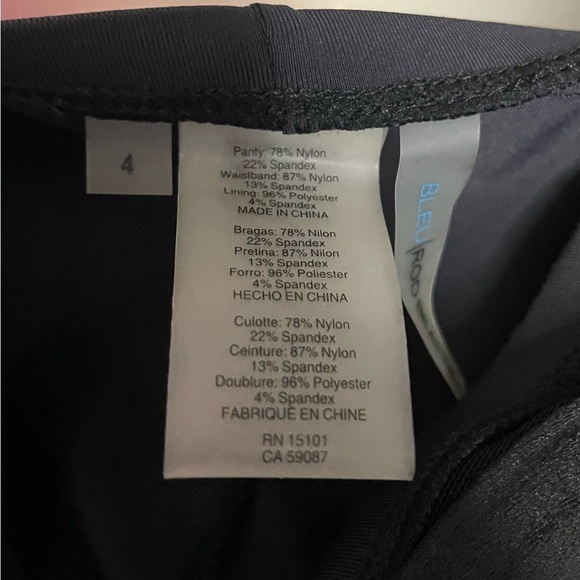 4
Panty: 78% Nylon
22% Spandex
Waistband: 87% Nylon
13% Spandex
Lining: 96% Polyester
4% Spandex
MADE IN CHINA
Bragas: 78% Nilon
22% Spandex
Pretina: 87% Nilon
13% Spandex
Forro: 96% Poliester
4% Spandex
HECHO EN CHINA
Culotte: 78% Nylon
22% Spandex
Ceinture: 87% Nylon
13% Spandex
Doublure: 96% Polyester
4% Spandex
FABRIQUÉ EN CHINE
RN 15101
CA 59087
BLEU|ROD